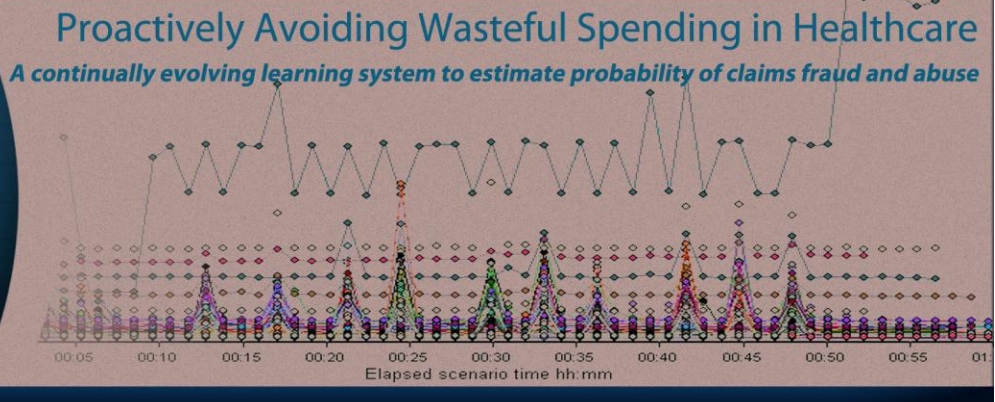 Proactively Avoiding Wasteful Spending in Healthcare
A continually evolving learning system to estimate probability of claims fraud and abuse
00:05 00:10 00:15 00:20 00:25 00:30 00:35 00:40 00:45 00:50 00:55 01:
Elapsed scenario time hh:mm